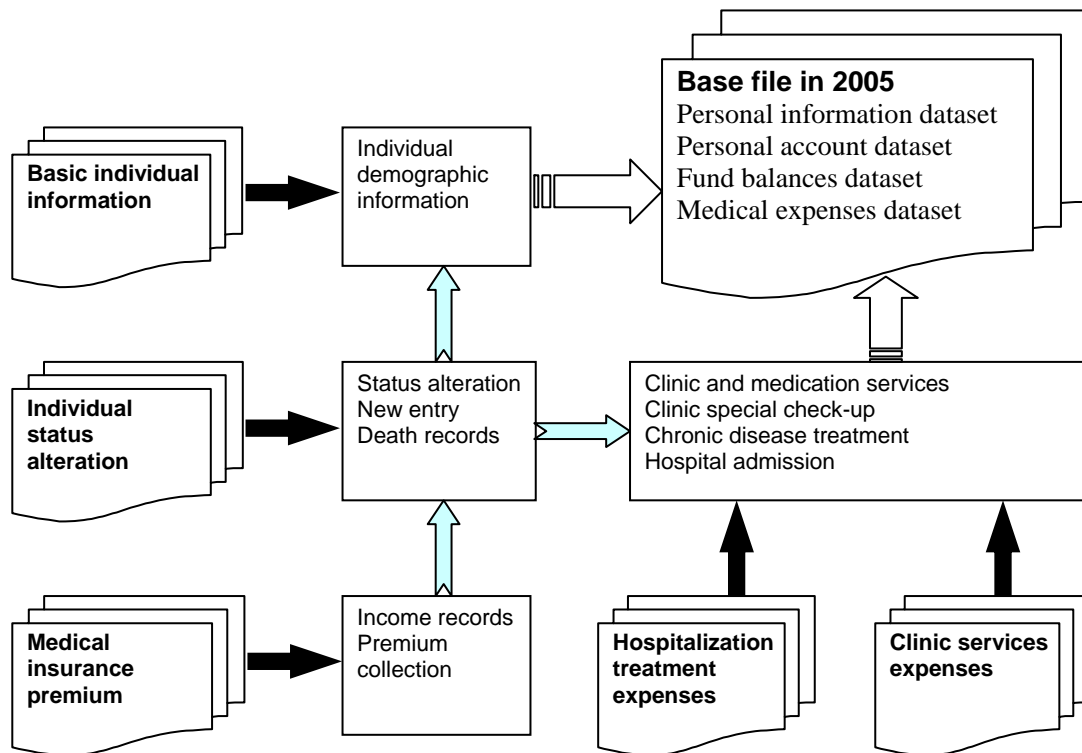 Base file in 2005
Personal information dataset
Personal account dataset
Fund balances dataset
Medical expenses dataset
Basic individual
information
Individual
demographic
information
Individual
status
alteration
Status alteration
New entry
Death records
Clinic and medication services
Clinic special check-up
Chronic disease treatment
Hospital admission
Medical
insurance
premium
Income records
Premium
collection
Hospitalization
treatment
expenses
Clinic services
expenses